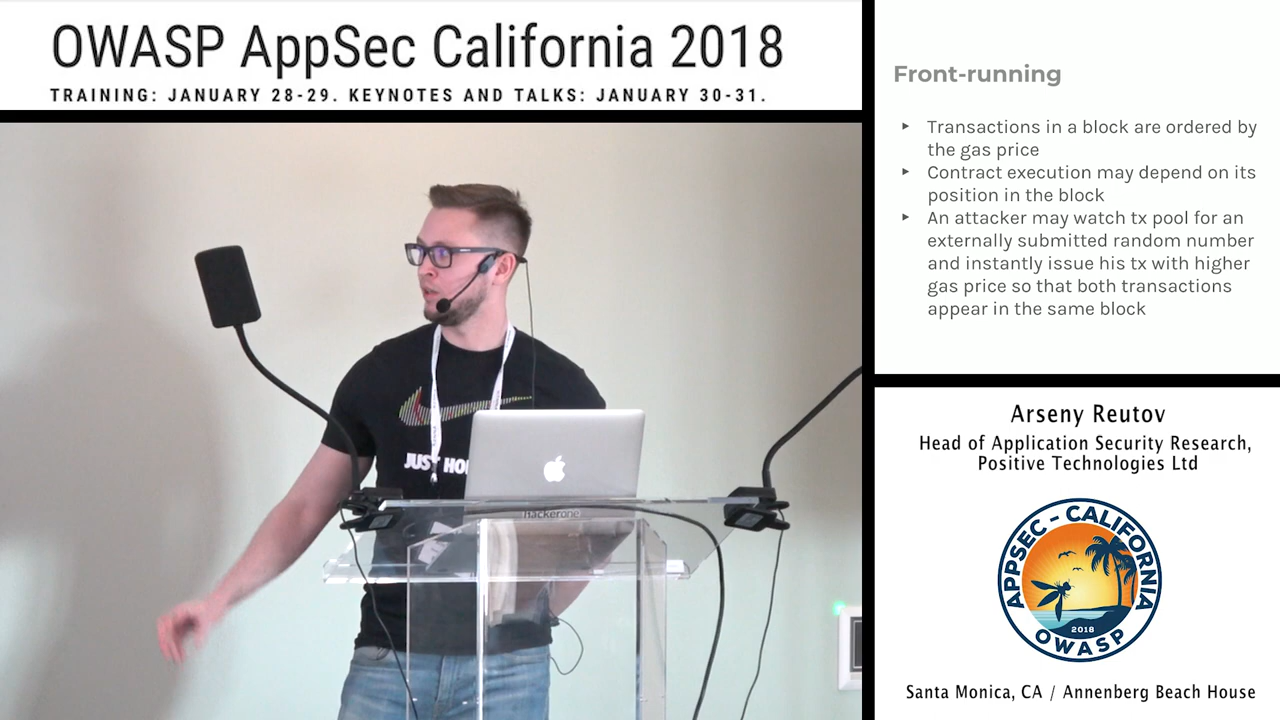 OWASP AppSec California 2018
TRAINING: JANUARY 28-29. KEYNOTES AND TALKS: JANUARY 30-31.
Front-running
Transactions in a block are ordered by
the gas price
Contract execution may depend on its
position in the block
An attacker may watch tx pool for an
externally submitted random number
and instantly issue his tx with higher
gas price so that both transactions
appear in the same block
JUST
hackerone
Arseny Reutov
Head of Application Security Research,
Positive Technologies Ltd
APPSEC - CALIFORNIA
2018
OWASP
Santa Monica, CA / Annenberg Beach House